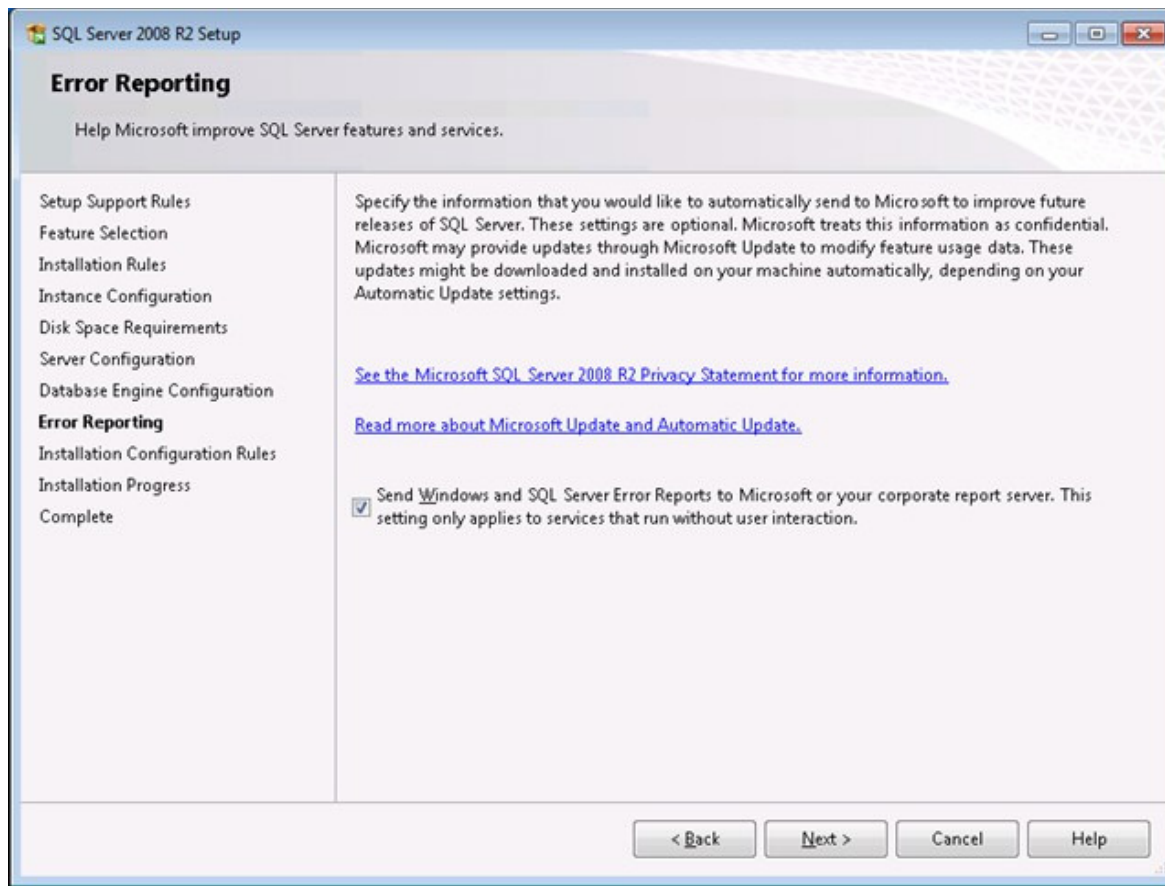 SQL Server 2008 R2 Setup
Error Reporting
Help Microsoft improve SQL Server features and services.
Setup Support Rules
Feature Selection
Installation Rules
Instance Configuration
Disk Space Requirements
Server Configuration
Database Engine Configuration
Error Reporting
Installation Configuration Rules
Installation Progress
Complete
Specify the information that you would like to automatically send to Microsoft to improve future
releases of SQL Server. These settings are optional. Microsoft treats this information as confidential.
Microsoft may provide updates through Microsoft Update to modify feature usage data. These
updates might be downloaded and installed on your machine automatically, depending on your
Automatic Update settings.
See the Microsoft SQL Server 2008 R2 Privacy Statement for more information.
Read more about Microsoft Update and Automatic Update.
Send Windows and SQL Server Error Reports to Microsoft or your corporate report server. This
setting only applies to services that run without user interaction.
< Back
Next >
Cancel
Help